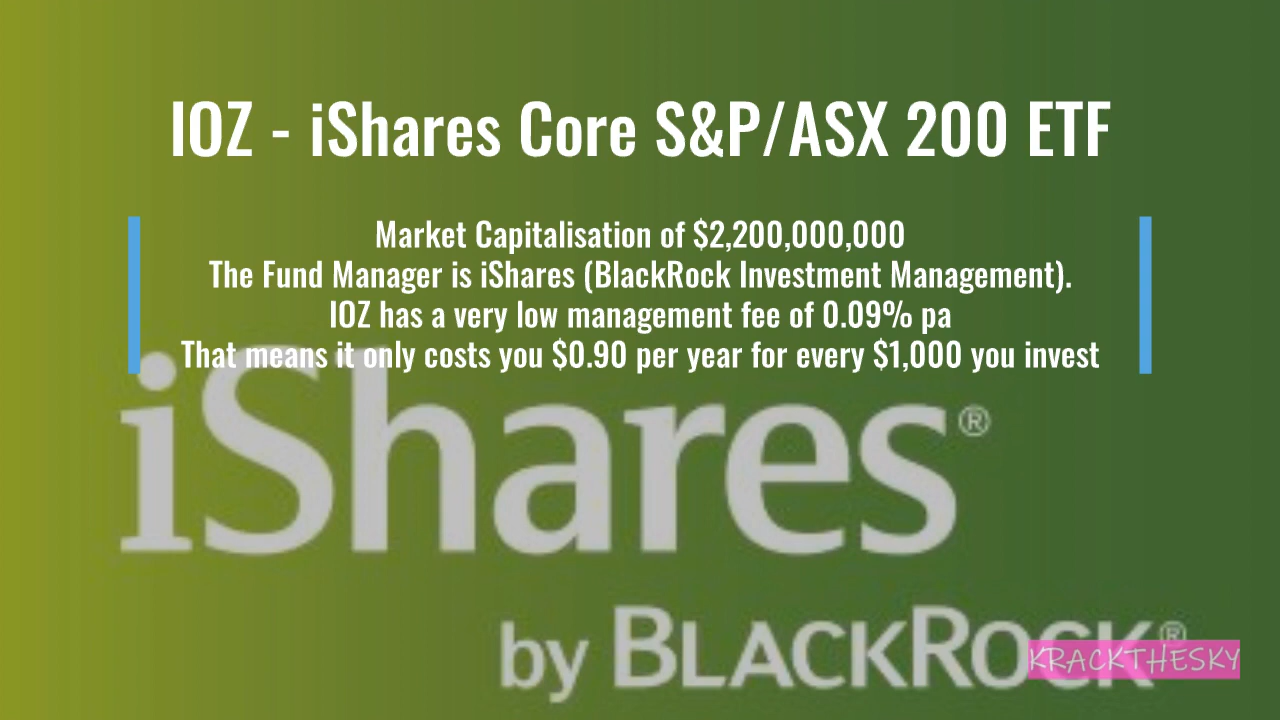 IOZ - iShares Core S&P/ASX 200 ETF
Market Capitalisation of $2,200,000,000
The Fund Manager is iShares (BlackRock Investment Management).
IOZ has a very low management fee of 0.09% pa
That means it only costs you $0.90 per year for every $1,000 you invest
iShares®
by BLACKROCK®
KRACKTHESKY